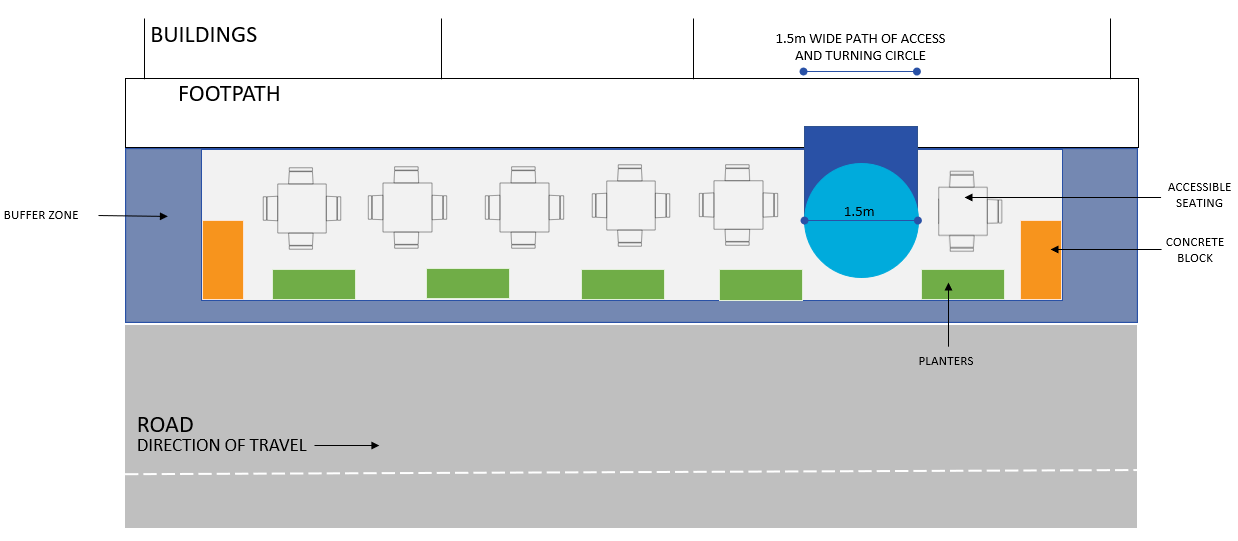 BUILDINGS
1.5m WIDE PATH OF ACCESS
AND TURNING CIRCLE
FOOTPATH
ACCESSIBLE
SEATING
BUFFER ZONE
1.5m
CONCRETE
BLOCK
PLANTERS
ROAD
DIRECTION OF TRAVEL